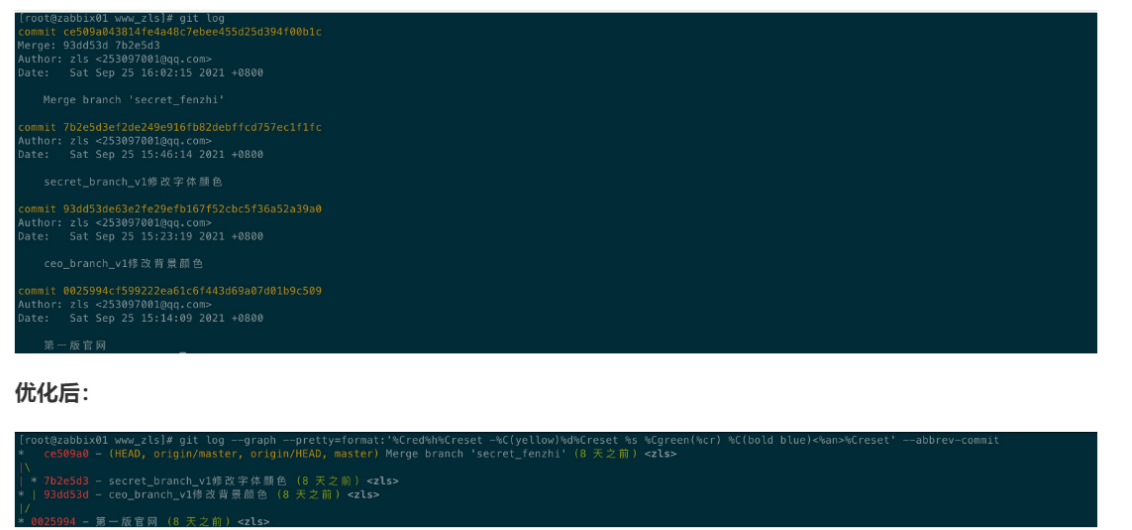 [root@zabbix01 www_zls]# git log
commit ce509a043814fe4a48c7ebee455d25d394f00b1c
Merge: 93dd53d 7b2e5d3
Author: zls <253097001@qq.com>
Date:   Sat Sep 25 16:02:15 2021 +0800
Merge branch 'secret_fenzhi'
commit 7b2e5d3ef2de249e916fb82debffcd757ec1f1fc
Author: zls <253097001@qq.com>
Date:   Sat Sep 25 15:46:14 2021 +0800
secret_branch_v1修改字体颜色
commit 93dd53de63e2fe29efb167f52cbc5f36a52a39a0
Author: zls <253097001@qq.com>
Date:   Sat Sep 25 15:23:19 2021 +0800
ceo_branch_v1修改背景颜色
commit 0025994cf599222ea61c6f443d69a07d01b9c509
Author: zls <253097001@qq.com>
Date:   Sat Sep 25 15:14:09 2021 +0800
第一版官网
优化后：
[root@zabbix01 www_zls]# git log --graph --pretty=format:'%Cred%h%Creset -%C(yellow)%d%Creset %s %Cgreen(%cr) %C(bold blue)<%an>%Creset' --abbrev-commit
*   ce509a0 - (HEAD, origin/master, origin/HEAD, master) Merge branch 'secret_fenzhi' (8 天之前) <zls>
|\
| * 7b2e5d3 - secret_branch_v1修改字体颜色 (8 天之前) <zls>
* | 93dd53d - ceo_branch_v1修改背景颜色 (8 天之前) <zls>
|/
* 0025994 - 第一版官网 (8 天之前) <zls>